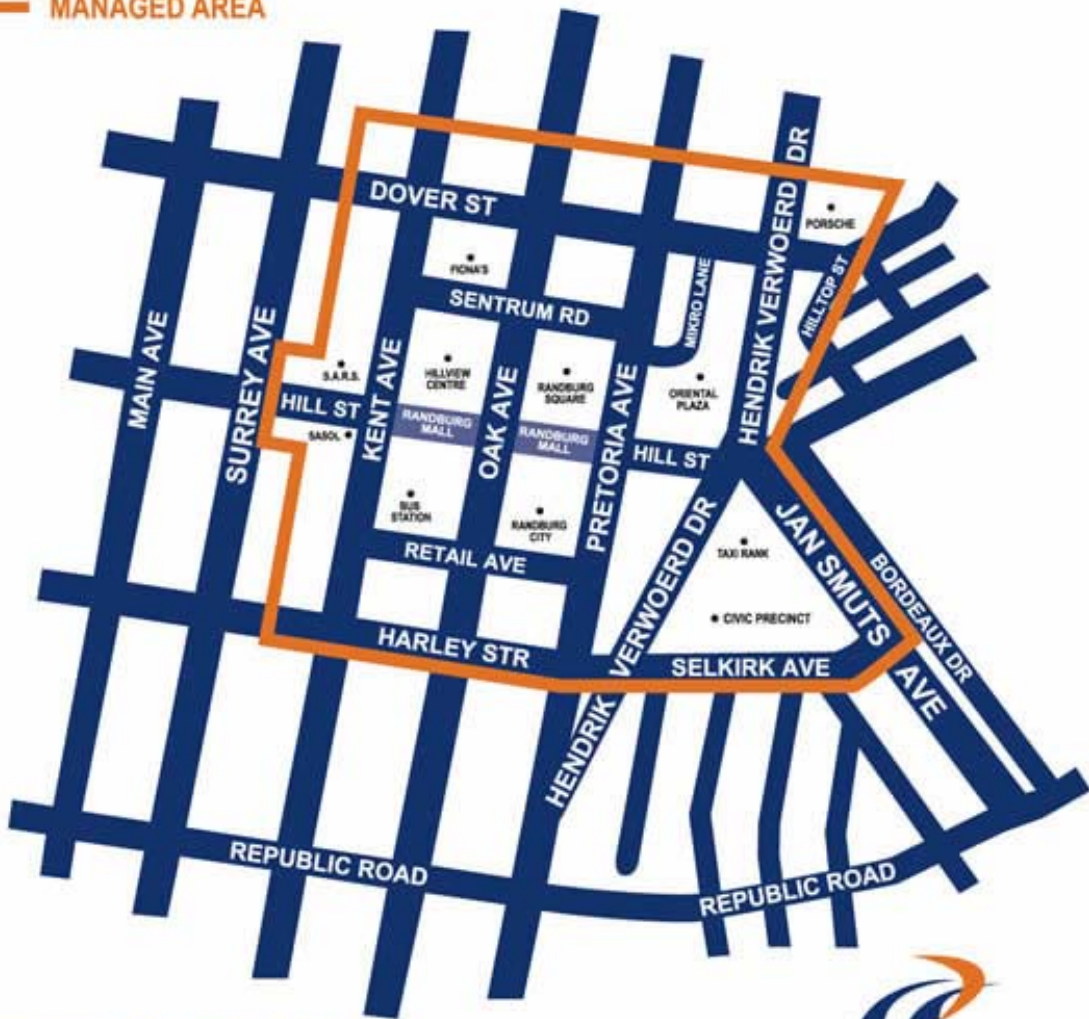 MANAGED AREA
DOVER ST
HENDRIK VERWOERD DR
PORSCHE
FIONA'S
SENTRUM RD
MIKRO LANE
HILLTOP ST
MAIN AVE
SURREY AVE
S.A.R.S.
KENT AVE
HILLVIEW
CENTRE
OAK AVE
RANDBURG
SQUARE
PRETORIA AVE
ORIENTAL
PLAZA
HILL ST
RANDBURG
MALL
RANDBURG
MALL
HILL ST
SASOL
BUS
STATION
RANDBURG
CITY
RETAIL AVE
HENDRIK VERWOERD DR
TAXI RANK
JAN SMUTS AVE
BORDEAUX DR
CIVIC PRECINCT
HARLEY STR
SELKIRK AVE
REPUBLIC ROAD
REPUBLIC ROAD